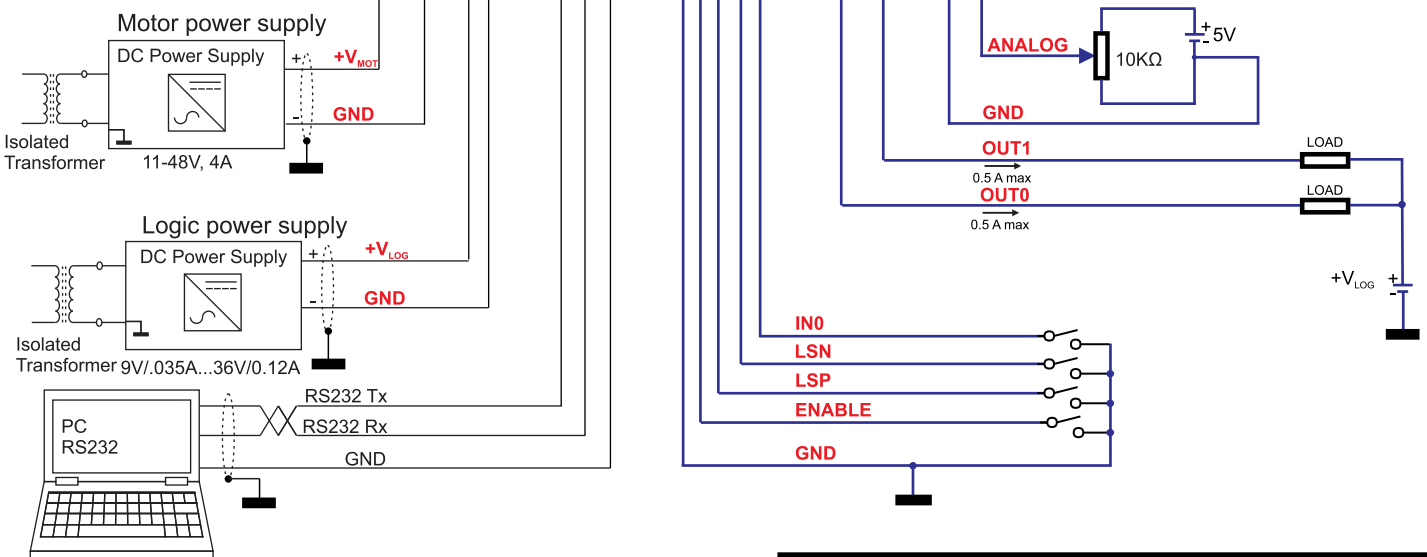 Motor power supply
DC Power Supply
+
-
+VMOT
GND
Isolated
Transformer
11-48V, 4A
Logic power supply
DC Power Supply
+
-
+VLOG
GND
Isolated
Transformer
9V/.035A...36V/0.12A
PC
RS232
RS232 Tx
RS232 Rx
GND
ANALOG
10KΩ
+
-
5V
GND
OUT1
0.5 A max
LOAD
OUT0
0.5 A max
LOAD
+VLOG
+
-
IN0
LSN
LSP
ENABLE
GND